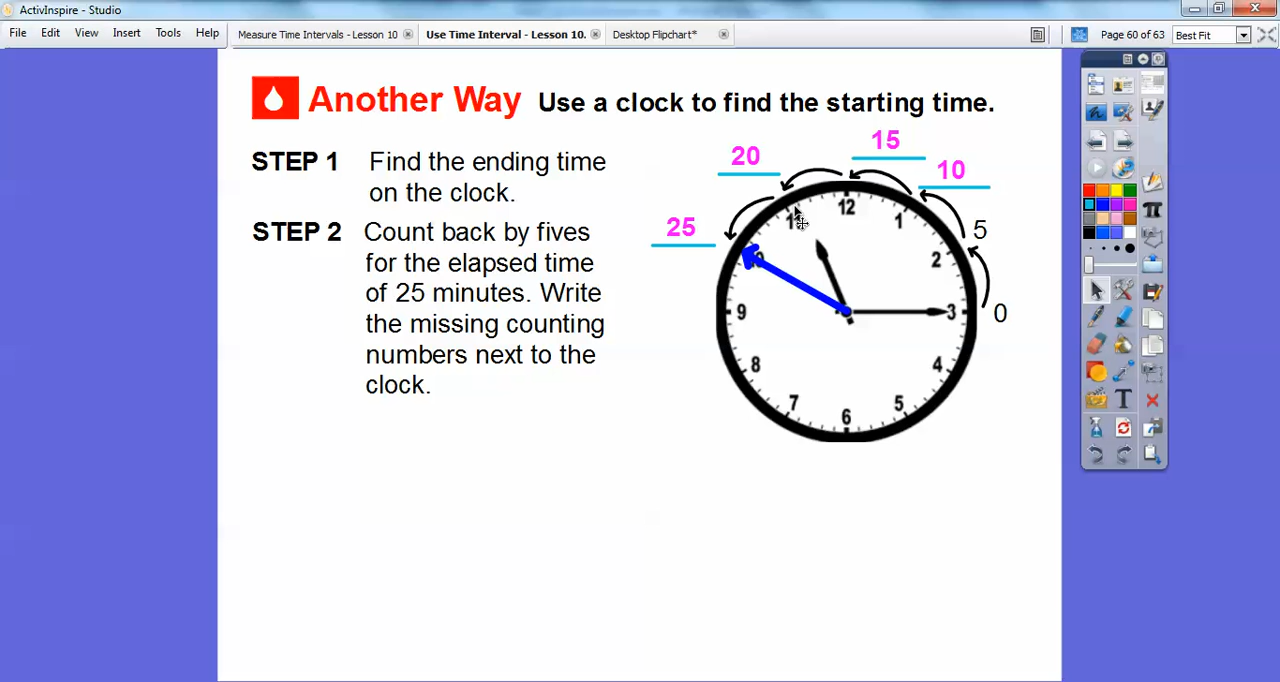 ActivInspire - Studio
File Edit View Insert Tools Help
Measure Time Intervals - Lesson 10 Use Time Interval - Lesson 10. Desktop Flipchart*
Page 60 of 63 Best Fit
Another Way Use a clock to find the starting time.
STEP 1 Find the ending time
on the clock.
STEP 2 Count back by fives
for the elapsed time
of 25 minutes. Write
the missing counting
numbers next to the
clock.
15
20
10
25
5
0
12
1
2
3
4
5
6
7
8
9
T